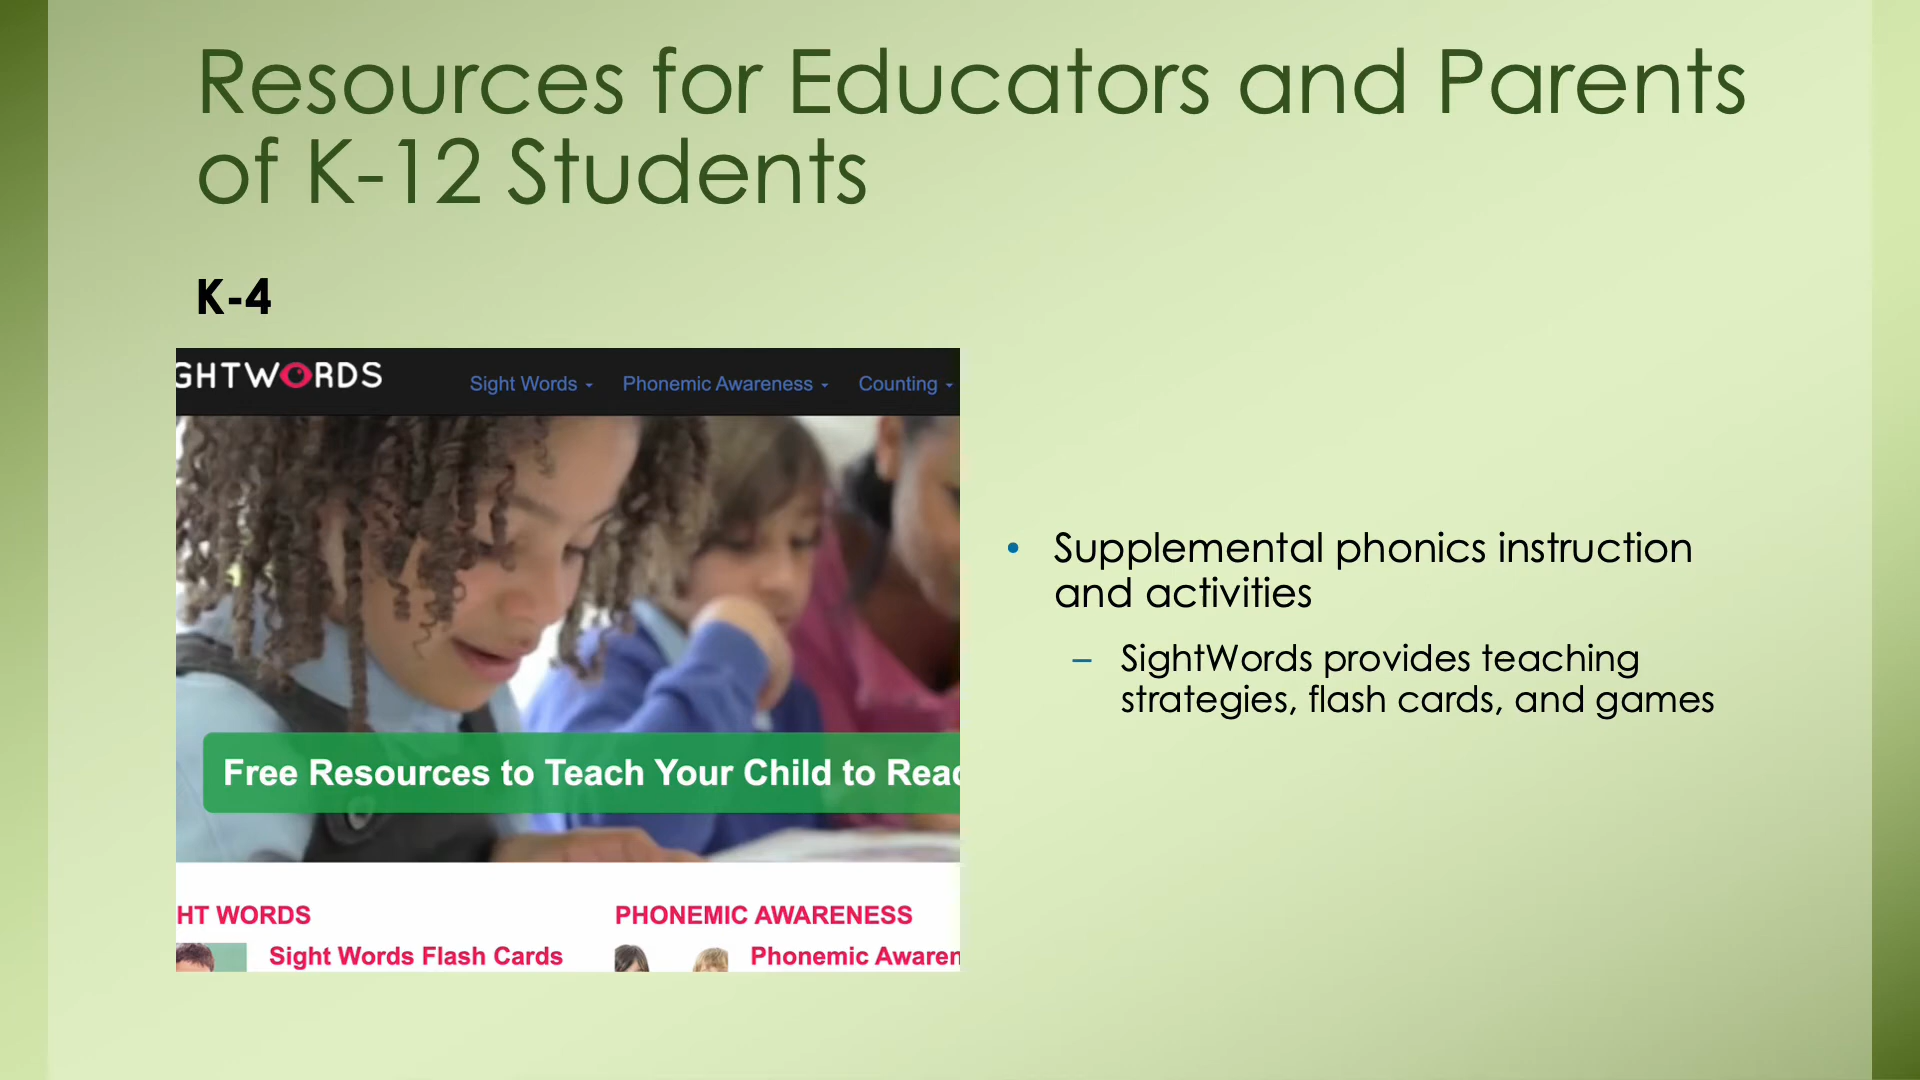 Resources for Educators and Parents
of K-12 Students
K-4
GHTWORDS
Sight Words
Phonemic Awareness
Counting
Free Resources to Teach Your Child to Read
HT WORDS
PHONEMIC AWARENESS
Sight Words Flash Cards
Phonemic Awaren
• Supplemental phonics instruction
and activities
– SightWords provides teaching
strategies, flash cards, and games